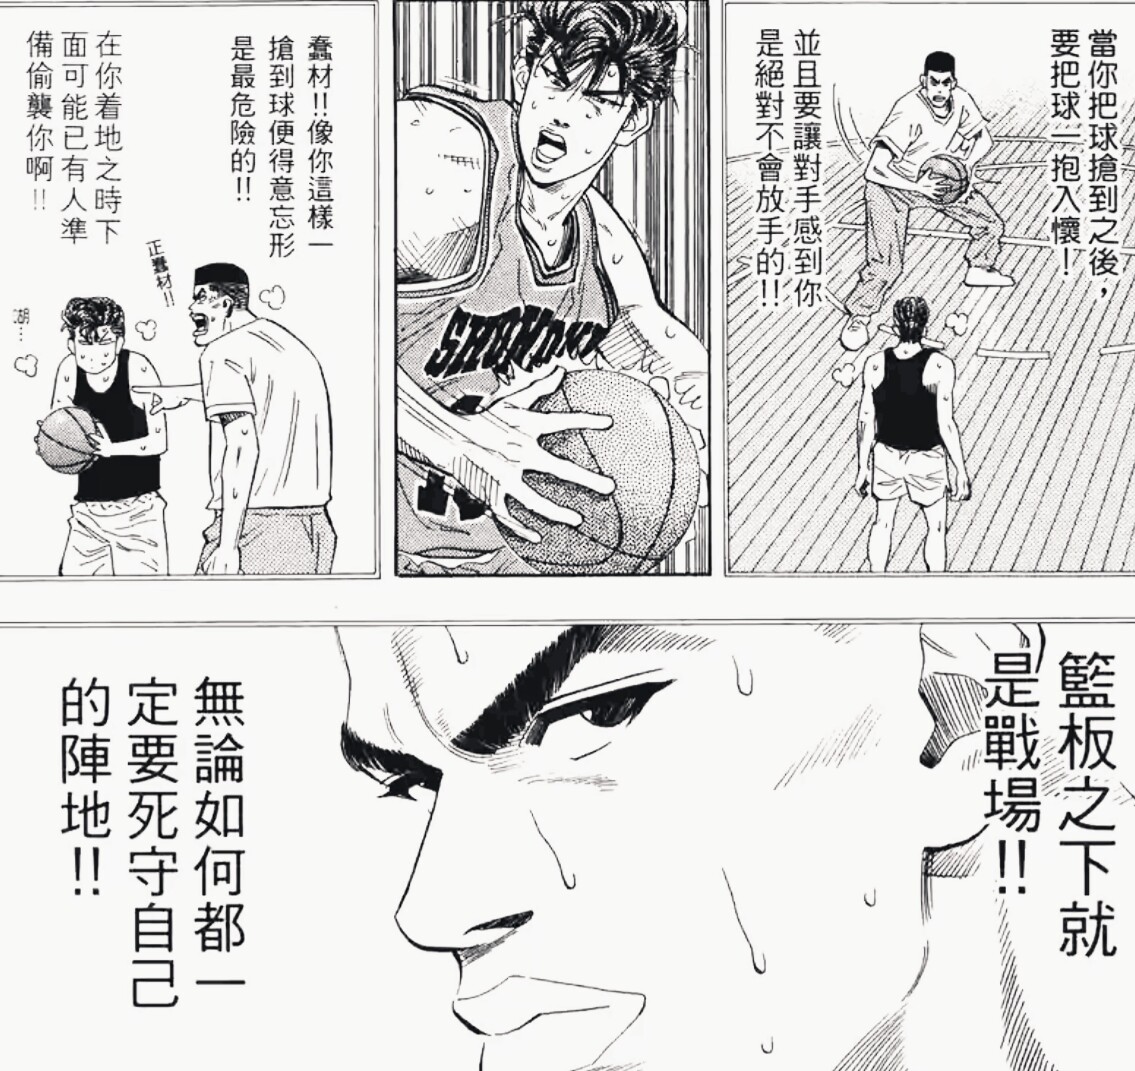 當你把球搶到之後，
要把球一抱入懷！
並且要讓對手感到你
是絕對不會放手的!!
SHOHOKU
蠢材!!像你這樣一
搶到球便得意忘形
是最危險的!!
在你着地之時下
面可能已有人準
備偷襲你啊!!
正蠢材!!
籃板之下就
是戰場!!
無論如何都一
定要死守自己
的陣地!!